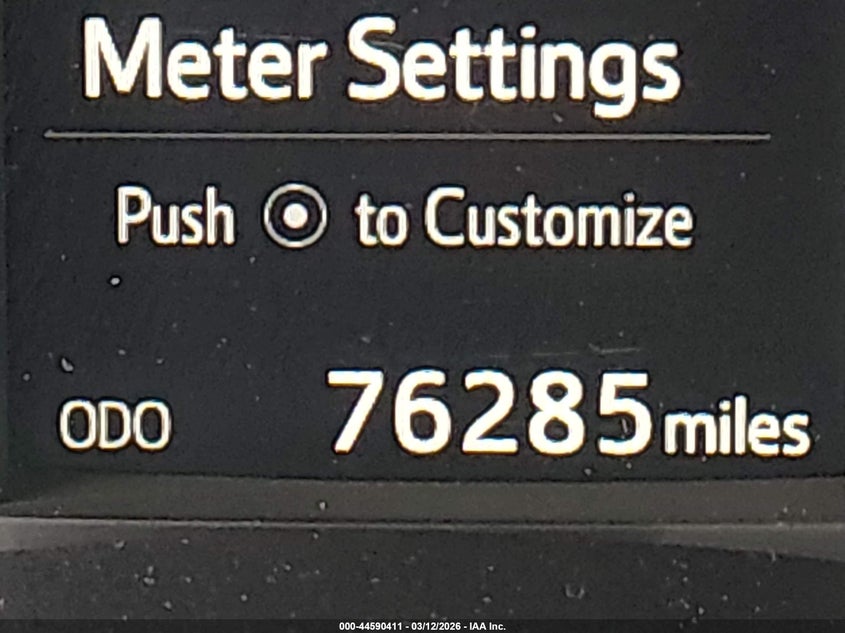 Meter Settings
Push to Customize
ODO 76285 miles
000-44590411 - 03/12/2026 - IAA Inc.